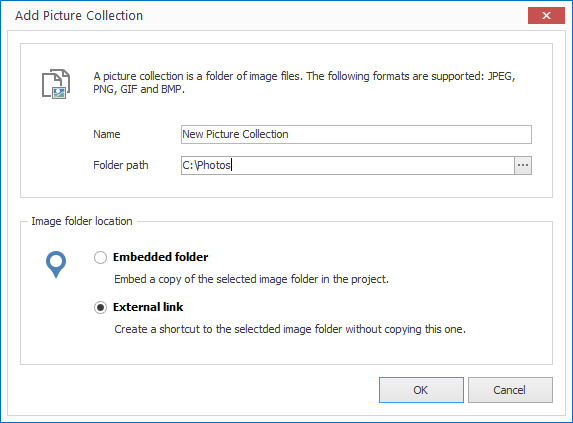 Add Picture Collection
A picture collection is a folder of image files. The following formats are supported: JPEG,
PNG, GIF and BMP.
Name
New Picture Collection
Folder path
C:\Photos
...
Image folder location
Embedded folder
Embed a copy of the selected image folder in the project.
External link
Create a shortcut to the selectded image folder without copying this one.
OK
Cancel